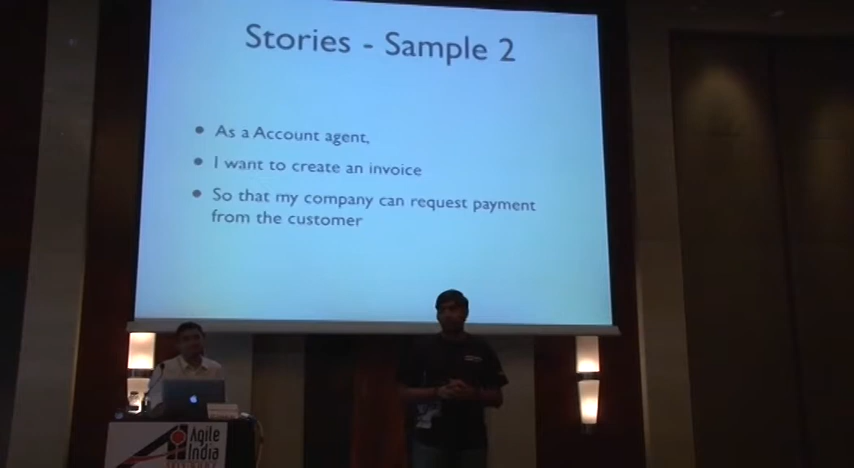 Stories - Sample 2
• As a Account agent,
• I want to create an invoice
• So that my company can request payment
from the customer
Agile
India